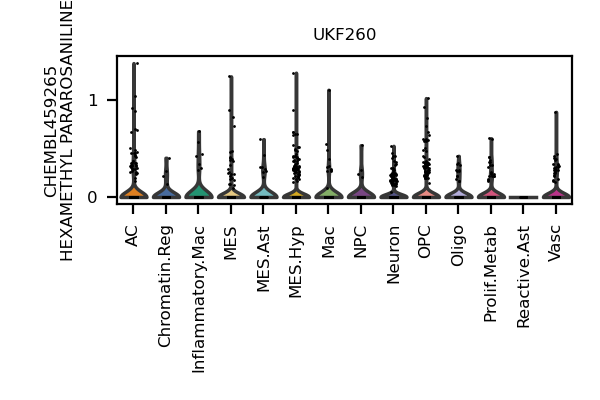 UKF260
CHEMBL459265
HEXAMETHYL PARAROSANILINE
1
0
AC
Chromatin.Reg
Inflammatory.Mac
MES
MES.Ast
MES.Hyp
Mac
NPC
Neuron
OPC
Oligo
Prolif.Metab
Reactive.Ast
Vasc